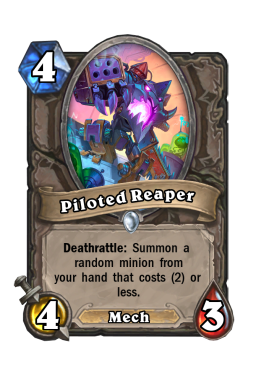 4
Piloted Reaper
Deathrattle: Summon a
random minion from
your hand that costs (2) or
less.
4 Mech 3